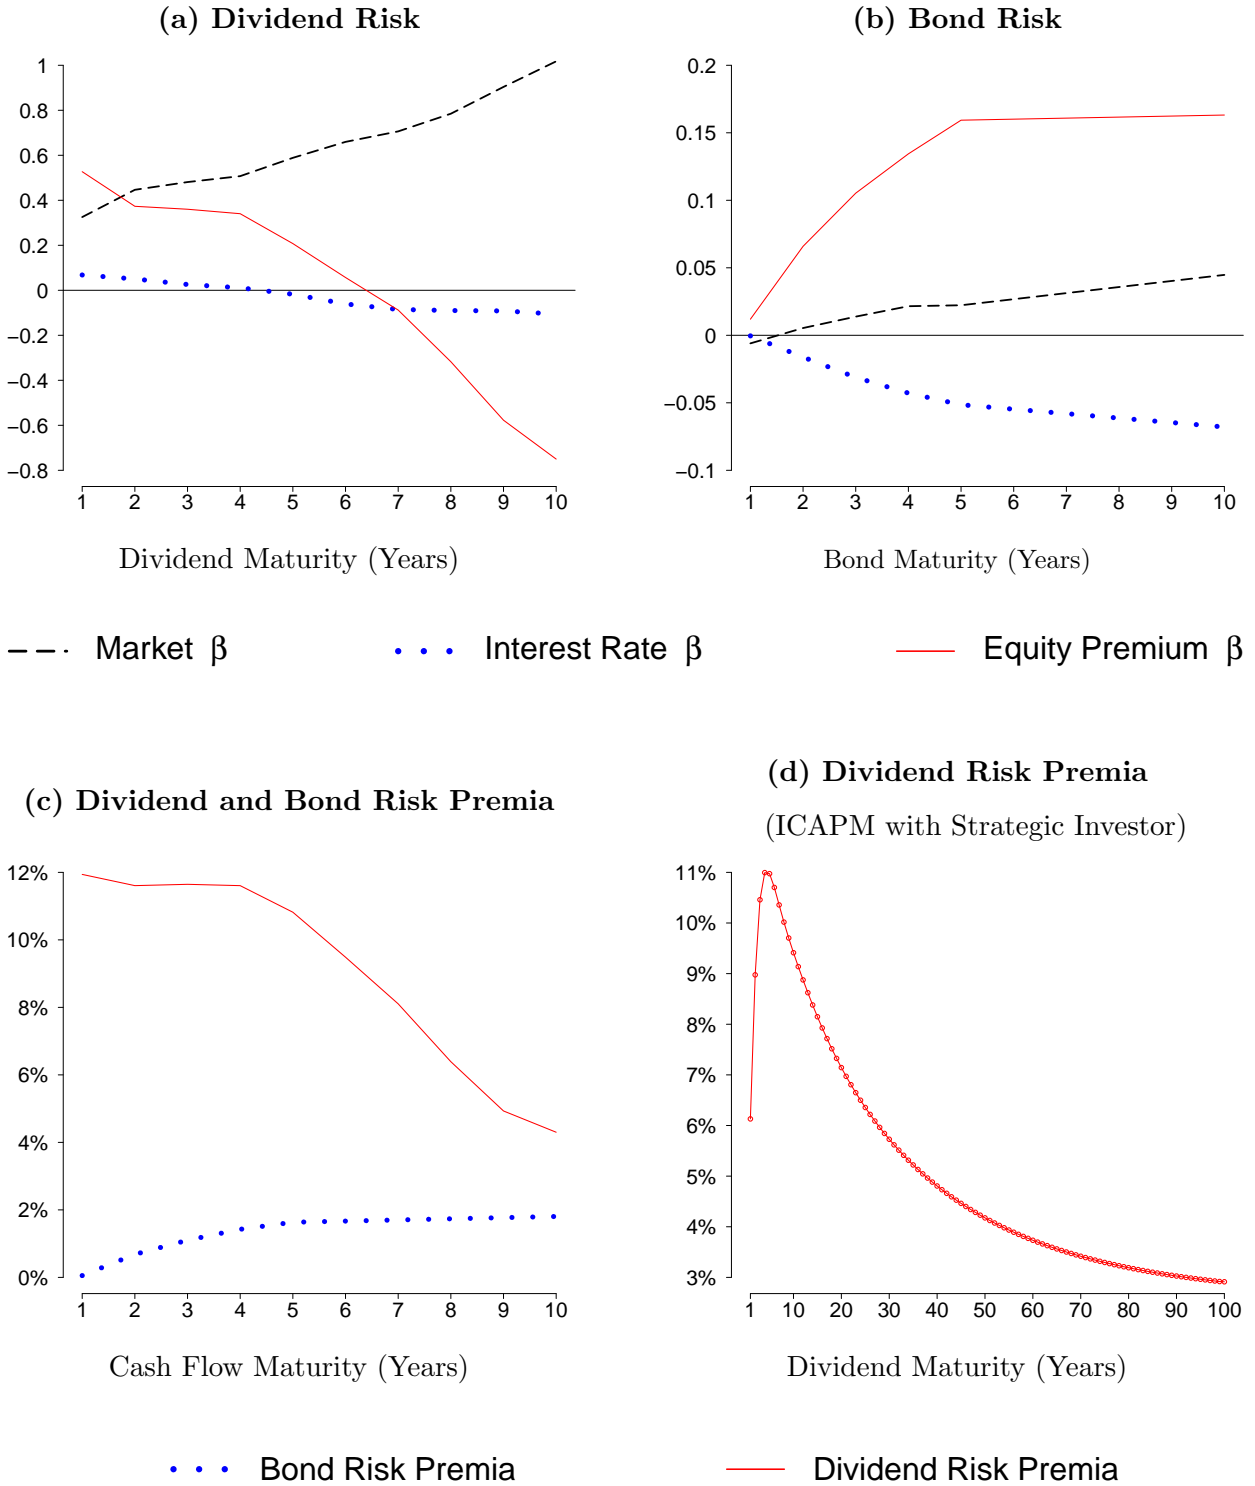 (a) Dividend Risk
1
0.8
0.6
0.4
0.2
0
−0.2
−0.4
−0.6
−0.8
1 2 3 4 5 6 7 8 9 10
Dividend Maturity (Years)
(b) Bond Risk
0.2
0.15
0.1
0.05
0
−0.05
−0.1
1 2 3 4 5 6 7 8 9 10
Bond Maturity (Years)
Market β Interest Rate β Equity Premium β
(c) Dividend and Bond Risk Premia
12%
10%
8%
6%
4%
2%
0%
1 2 3 4 5 6 7 8 9 10
Cash Flow Maturity (Years)
(d) Dividend Risk Premia
(ICAPM with Strategic Investor)
11%
10%
9%
8%
7%
6%
5%
4%
3%
1 10 20 30 40 50 60 70 80 90 100
Dividend Maturity (Years)
Bond Risk Premia Dividend Risk Premia